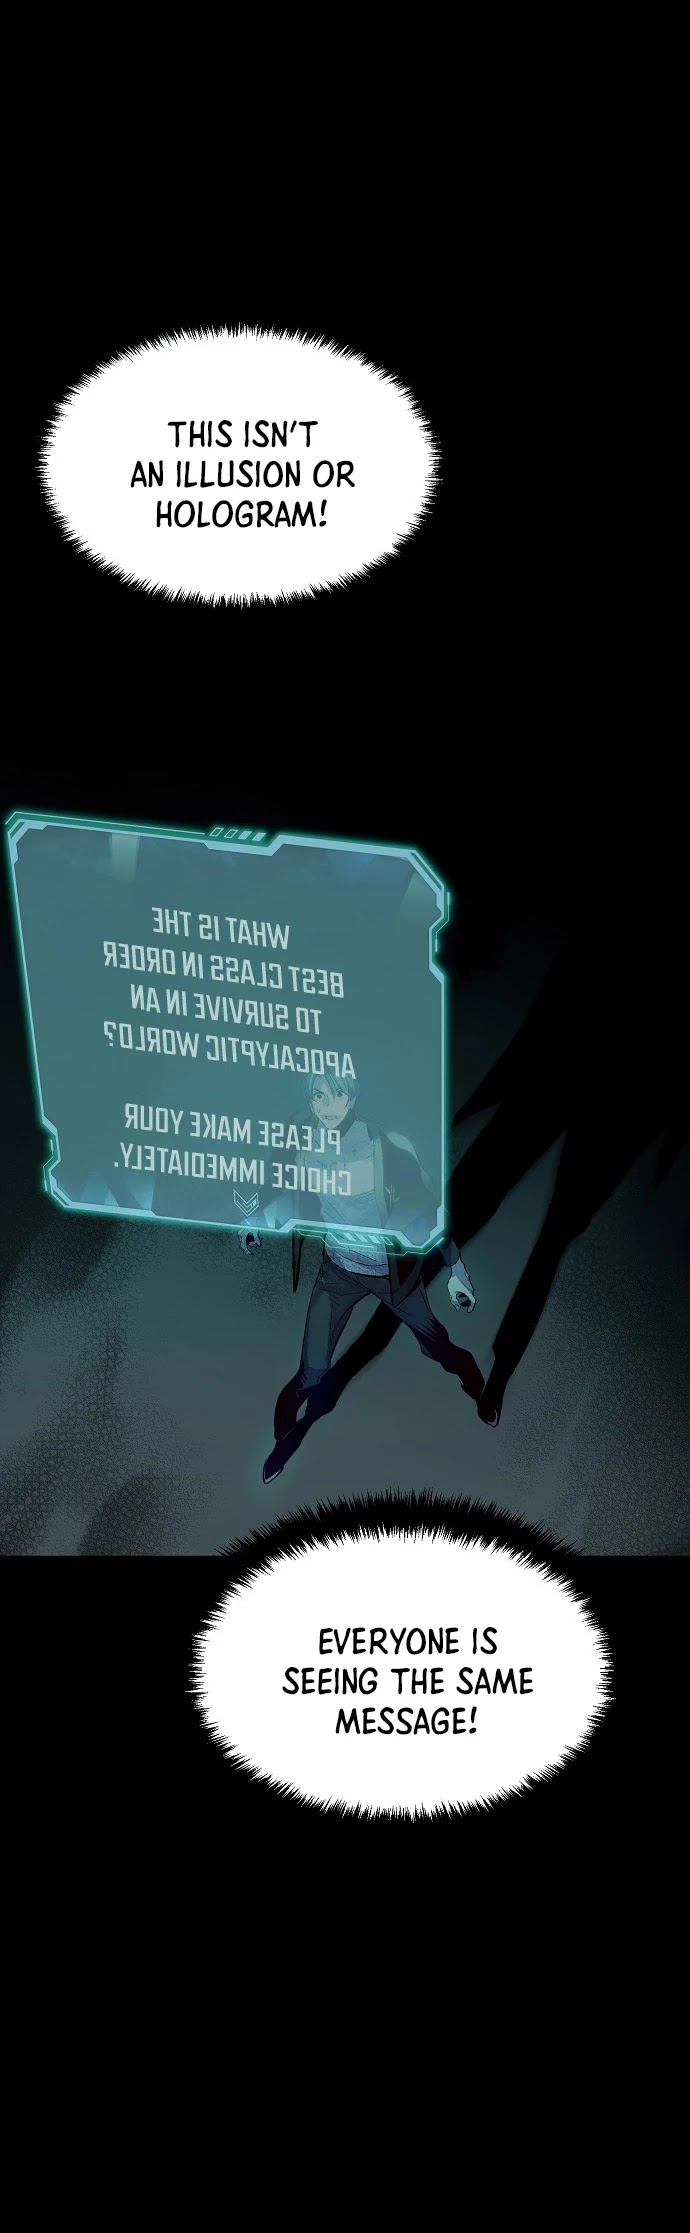 THIS ISN'T
AN ILLUSION OR
HOLOGRAM!
WHAT IS THE
BEST CLASS IN ORDER
TO SURVIVE IN AN
APOCALYPTIC WORLD?
PLEASE MAKE YOUR
CHOICE IMMEDIATELY.
EVERYONE IS
SEEING THE SAME
MESSAGE!